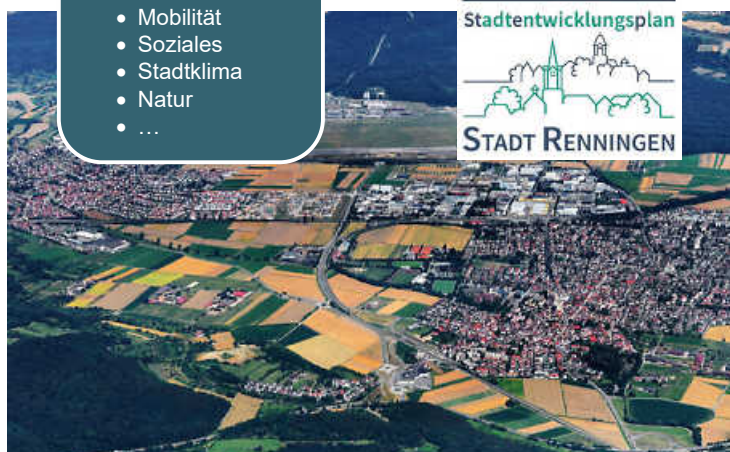 • Mobilität
• Soziales
• Stadtklima
• Natur
• ...
Stadtentwicklungsplan
STADT RENNINGEN